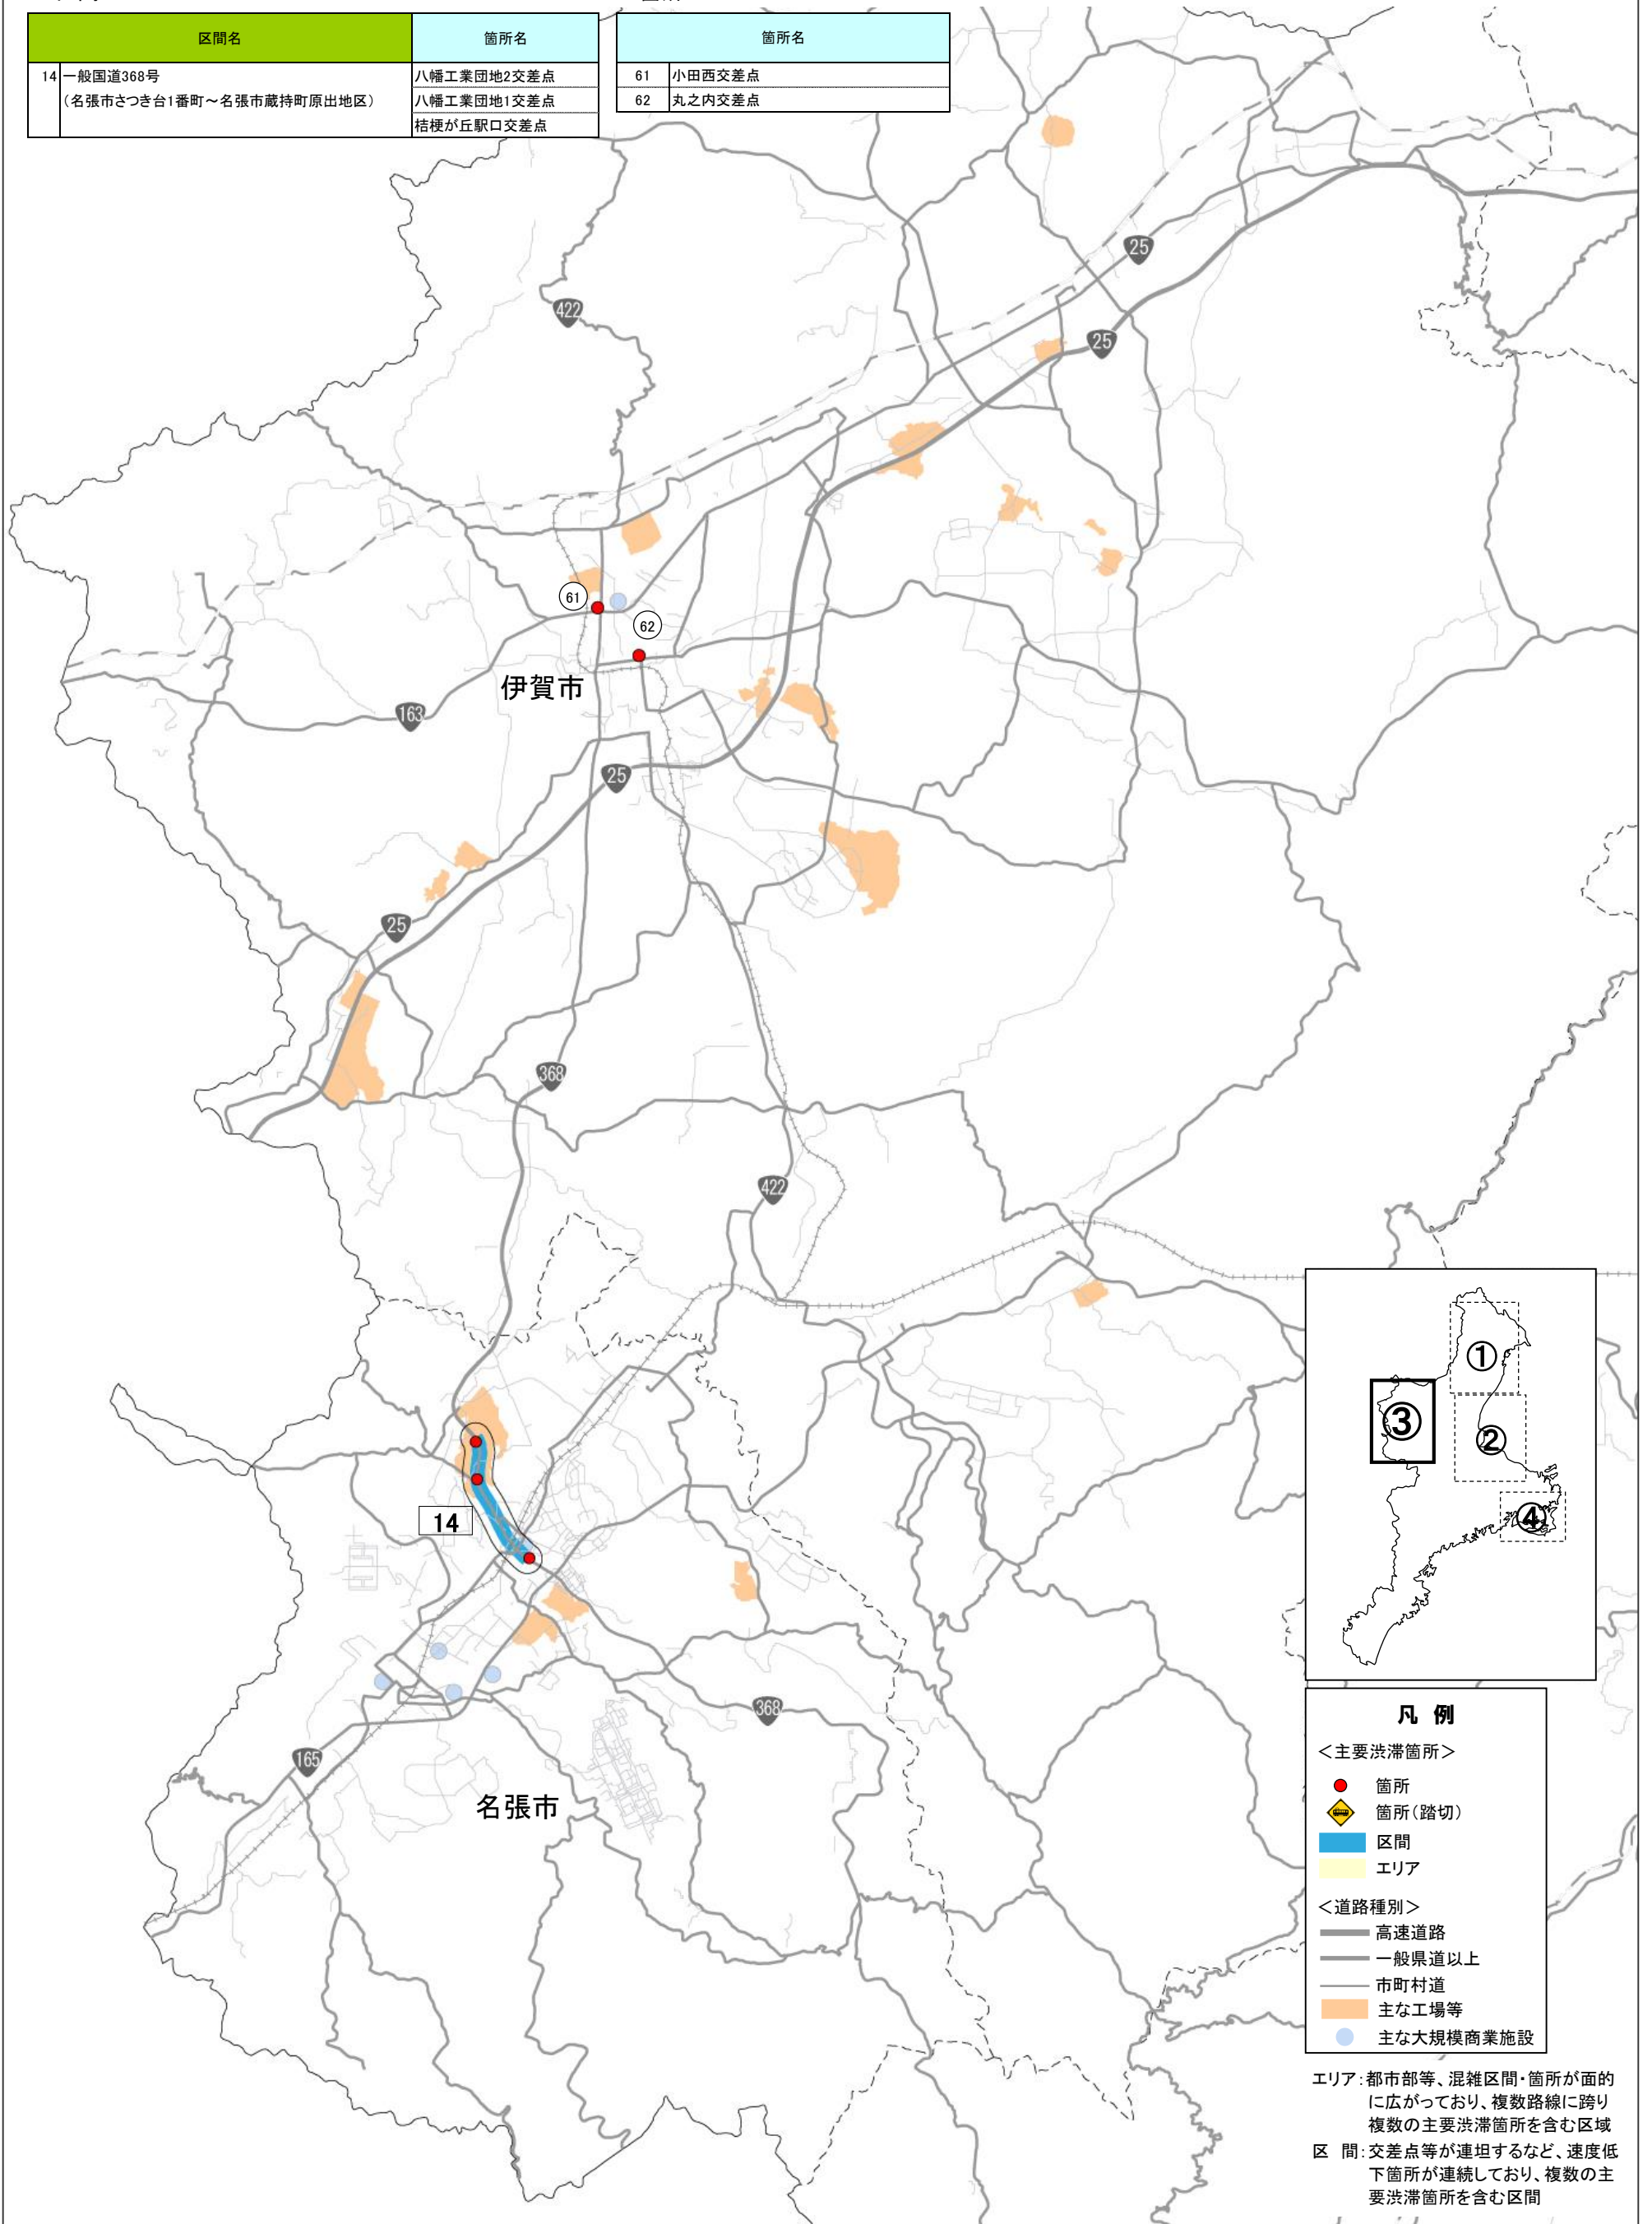 区間名 箇所名
14 一般国道368号 八幡工業団地2交差点
(名張市さつき台1番町～名張市蔵持町原出地区) 八幡工業団地1交差点
桔梗が丘駅口交差点
箇所名
61 小田西交差点
62 丸之内交差点
25
422
25
61
62
伊賀市
163
25
25
368
422
14
368
165
名張市
①
③
②
④
凡 例
＜主要渋滞箇所＞
箇所
箇所(踏切)
区間
エリア
＜道路種別＞
高速道路
一般県道以上
市町村道
主な工場等
主な大規模商業施設
エリア:都市部等、混雑区間・箇所が面的
に広がっており、複数路線に跨り
複数の主要渋滞箇所を含む区域
区 間:交差点等が連坦するなど、速度低
下箇所が連続しており、複数の主
要渋滞箇所を含む区間